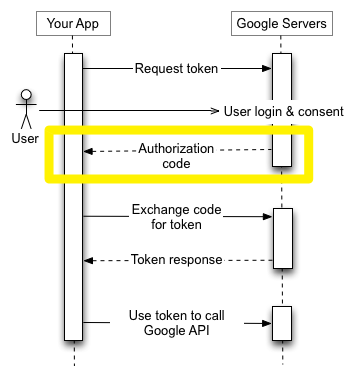 Your App
Google Servers
Request token
User login & consent
User
Authorization
code
Exchange code
for token
Token response
Use token to call
Google API